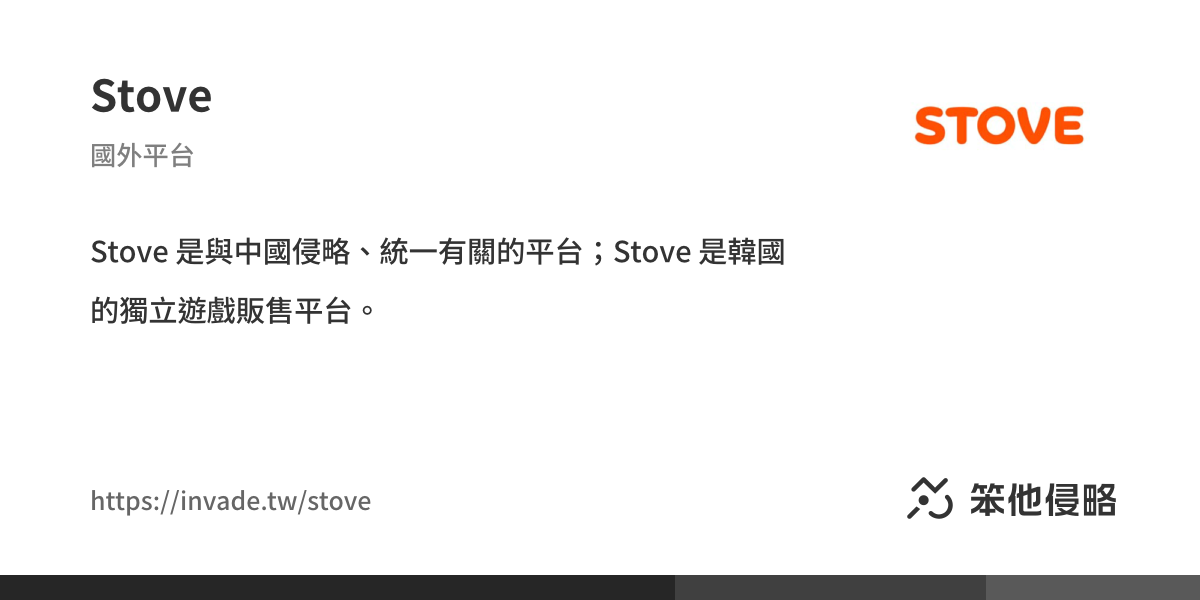 Stove
國外平台
STOVE
Stove 是與中國侵略、統一有關的平台；Stove 是韓國
的獨立遊戲販售平台。
https://invade.tw/stove
笨他侵略